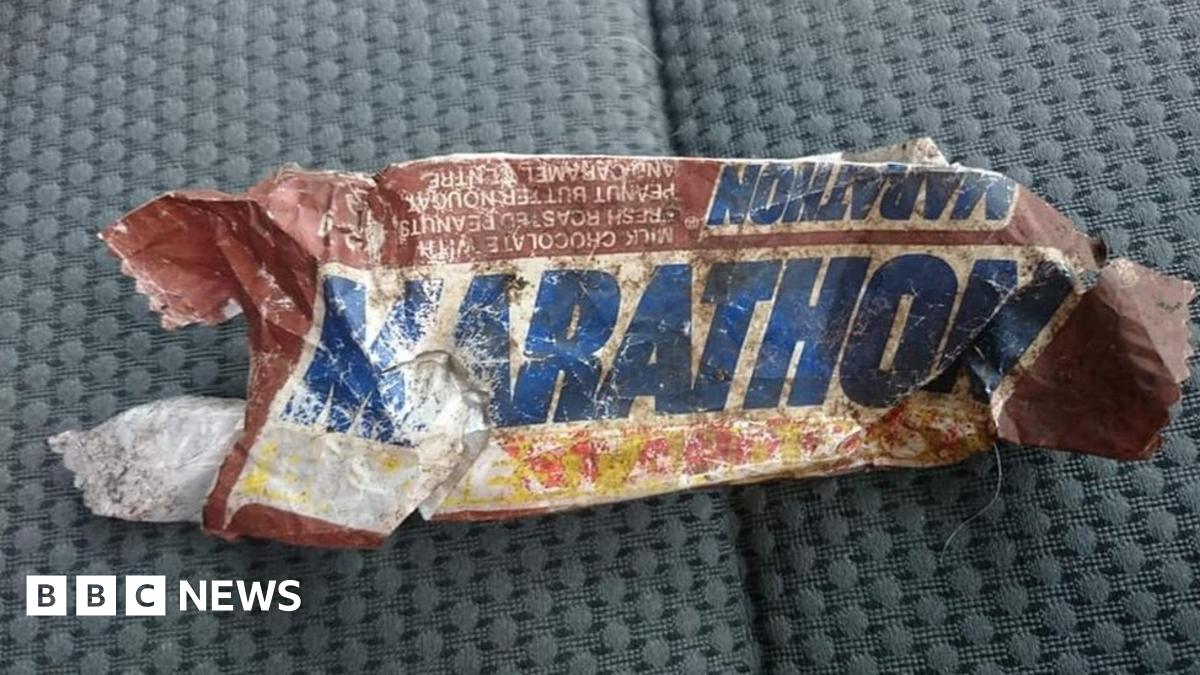 MARATHON
MILK CHOCOLATE WITH
FRESH ROASTED PEANUTS,
PEANUT BUTTER NOUGAT
AND CARAMEL CENTRE
®
MARATHON
BBC NEWS